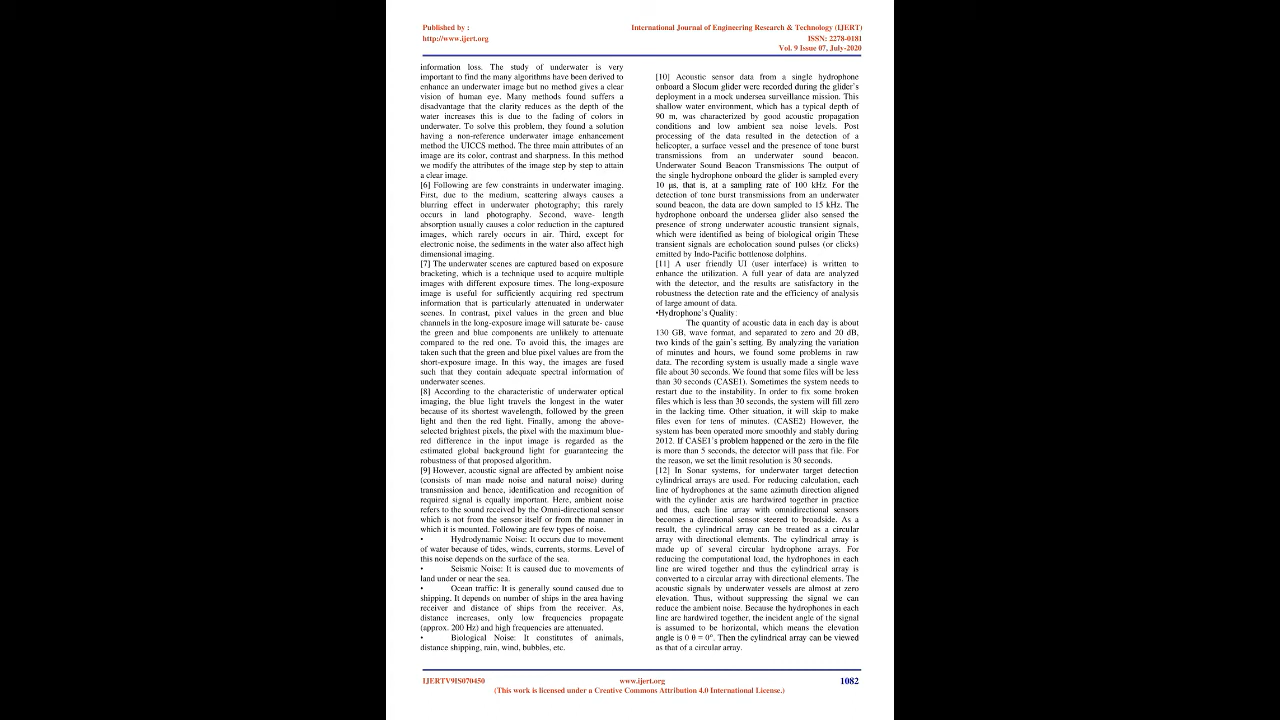 Published by :
http://www.ijert.org
International Journal of Engineering Research & Technology (IJERT)
ISSN: 2278-0181
Vol. 9 Issue 07, July-2020
information loss. The study of underwater is very
important to find the many algorithms have been derived to
enhance an underwater image but no method gives a clear
vision of human eye. Many methods found suffers a
disadvantage that the clarity reduces as the depth of the
water increases this is due to the fading of colors in
underwater. To solve this problem, they found a solution
having a non-reference underwater image enhancement
method the UICCS method. The three main attributes of an
image are its color, contrast and sharpness. In this method
we modify the attributes of the image step by step to attain
a clear image.
[6] Following are few constraints in underwater imaging.
First, due to the medium, scattering always causes a
blurring effect in underwater photography; this rarely
occurs in land photography. Second, wave- length
absorption usually causes a color reduction in the captured
images, which rarely occurs in air. Third, except for
electronic noise, the sediments in the water also affect high
dimensional imaging.
[7] The underwater scenes are captured based on exposure
bracketing, which is a technique used to acquire multiple
images with different exposure times. The long-exposure
image is useful for sufficiently acquiring red spectrum
information that is particularly attenuated in underwater
scenes. In contrast, pixel values in the green and blue
channels in the long-exposure image will saturate be- cause
the green and blue components are unlikely to attenuate
compared to the red one. To avoid this, the images are
taken such that the green and blue pixel values are from the
short-exposure image. In this way, the images are fused
such that they contain adequate spectral information of
underwater scenes.
[8] According to the characteristic of underwater optical
imaging, the blue light travels the longest in the water
because of its shortest wavelength, followed by the green
light and then the red light. Finally, among the above-
selected brightest pixels, the pixel with the maximum blue-
red difference in the input image is regarded as the
estimated global background light for guaranteeing the
robustness of that proposed algorithm.
[9] However, acoustic signal are affected by ambient noise
(consists of man made noise and natural noise) during
transmission and hence, identification and recognition of
required signal is equally important. Here, ambient noise
refers to the sound received by the Omni-directional sensor
which is not from the sensor itself or from the manner in
which it is mounted. Following are few types of noise.
• Hydrodynamic Noise: It occurs due to movement
of water because of tides, winds, currents, storms. Level of
this noise depends on the surface of the sea.
• Seismic Noise: It is caused due to movements of
land under or near the sea.
• Ocean traffic: It is generally sound caused due to
shipping. It depends on number of ships in the area having
receiver and distance of ships from the receiver. As,
distance increases, only low frequencies propagate
(approx. 200 Hz) and high frequencies are attenuated.
• Biological Noise: It constitutes of animals,
distance shipping, rain, wind, bubbles, etc.
[10] Acoustic sensor data from a single hydrophone
onboard a Slocum glider were recorded during the glider's
deployment in a mock undersea surveillance mission. This
shallow water environment, which has a typical depth of
90 m, was characterized by good acoustic propagation
conditions and low ambient sea noise levels. Post
processing of the data resulted in the detection of a
helicopter, a surface vessel and the presence of tone burst
transmissions from an underwater sound beacon.
Underwater Sound Beacon Transmissions The output of
the single hydrophone onboard the glider is sampled every
10 μs, that is, at a sampling rate of 100 kHz. For the
detection of tone burst transmissions from an underwater
sound beacon, the data are down sampled to 15 kHz. The
hydrophone onboard the undersea glider also sensed the
presence of strong underwater acoustic transient signals,
which were identified as being of biological origin These
transient signals are echolocation sound pulses (or clicks)
emitted by Indo-Pacific bottlenose dolphins.
[11] A user friendly UI (user interface) is written to
enhance the utilization. A full year of data are analyzed
with the detector, and the results are satisfactory in the
robustness the detection rate and the efficiency of analysis
of large amount of data.
•Hydrophone's Quality:
The quantity of acoustic data in each day is about
130 GB, wave format, and separated to zero and 20 dB,
two kinds of the gain's setting. By analyzing the variation
of minutes and hours, we found some problems in raw
data. The recording system is usually made a single wave
file about 30 seconds. We found that some files will be less
than 30 seconds (CASE1). Sometimes the system needs to
restart due to the instability. In order to fix some broken
files which is less than 30 seconds, the system will fill zero
in the lacking time. Other situation, it will skip to make
files even for tens of minutes. (CASE2) However, the
system has been operated more smoothly and stably during
2012. If CASE1's problem happened or the zero in the file
is more than 5 seconds, the detector will pass that file. For
the reason, we set the limit resolution is 30 seconds.
[12] In Sonar systems, for underwater target detection
cylindrical arrays are used. For reducing calculation, each
line of hydrophones at the same azimuth direction aligned
with the cylinder axis are hardwired together in practice
and thus, each line array with omnidirectional sensors
becomes a directional sensor steered to broadside. As a
result, the cylindrical array can be treated as a circular
array with directional elements. The cylindrical array is
made up of several circular hydrophone arrays. For
reducing the computational load, the hydrophones in each
line are wired together and thus the cylindrical array is
converted to a circular array with directional elements. The
acoustic signals by underwater vessels are almost at zero
elevation. Thus, without suppressing the signal we can
reduce the ambient noise. Because the hydrophones in each
line are hardwired together, the incident angle of the signal
is assumed to be horizontal, which means the elevation
angle is 0 θ = 0°. Then the cylindrical array can be viewed
as that of a circular array.
IJERTV9IS070450
www.ijert.org
1082
(This work is licensed under a Creative Commons Attribution 4.0 International License.)